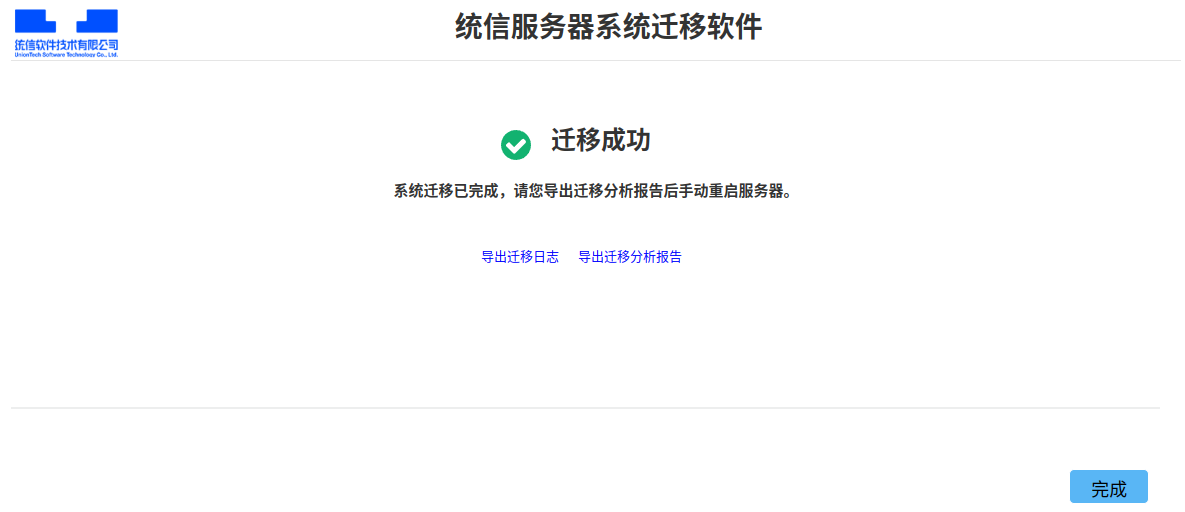 统信服务器系统迁移软件
统信软件技术有限公司
UnionTech Software Technology Co., Ltd.
迁移成功
系统迁移已完成，请您导出迁移分析报告后手动重启服务器。
导出迁移日志 导出迁移分析报告
完成